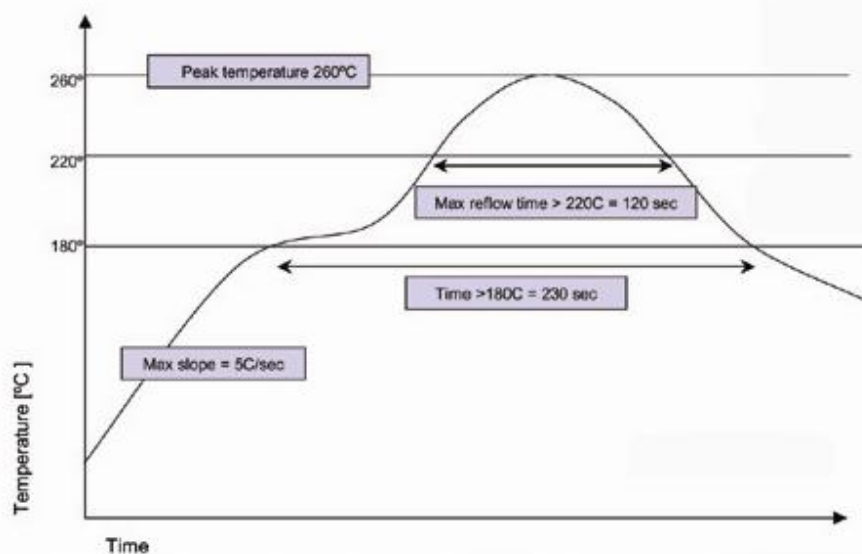 Peak temperature 260ºC
260º
220º
Max reflow time > 220C = 120 sec
180º
Time >180C = 230 sec
Max slope = 5C/sec
Temperature [ºC ]
Time